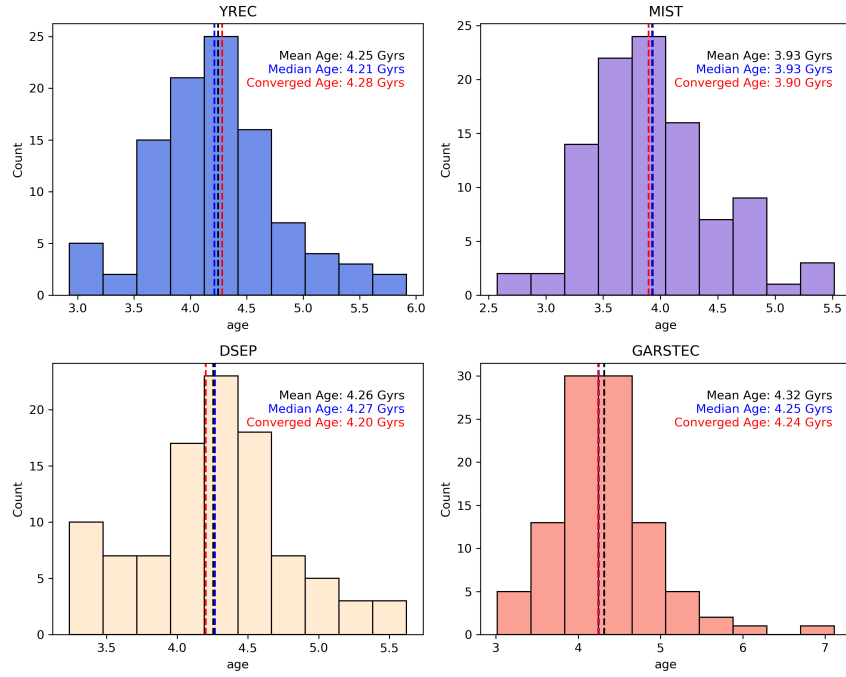 YREC
Mean Age: 4.25 Gyrs
Median Age: 4.21 Gyrs
Converged Age: 4.28 Gyrs
Count
0
5
10
15
20
25
3.0 3.5 4.0 4.5 5.0 5.5 6.0
age
MIST
Mean Age: 3.93 Gyrs
Median Age: 3.93 Gyrs
Converged Age: 3.90 Gyrs
Count
25
20
15
10
5
0
2.5 3.0 3.5 4.0 4.5 5.0 5.5
age
DSEP
Mean Age: 4.26 Gyrs
Median Age: 4.27 Gyrs
Converged Age: 4.20 Gyrs
Count
20
15
10
5
0
3.5 4.0 4.5 5.0 5.5
age
GARSTEC
Mean Age: 4.32 Gyrs
Median Age: 4.25 Gyrs
Converged Age: 4.24 Gyrs
Count
30
25
20
15
10
5
0
3 4 5 6 7
age